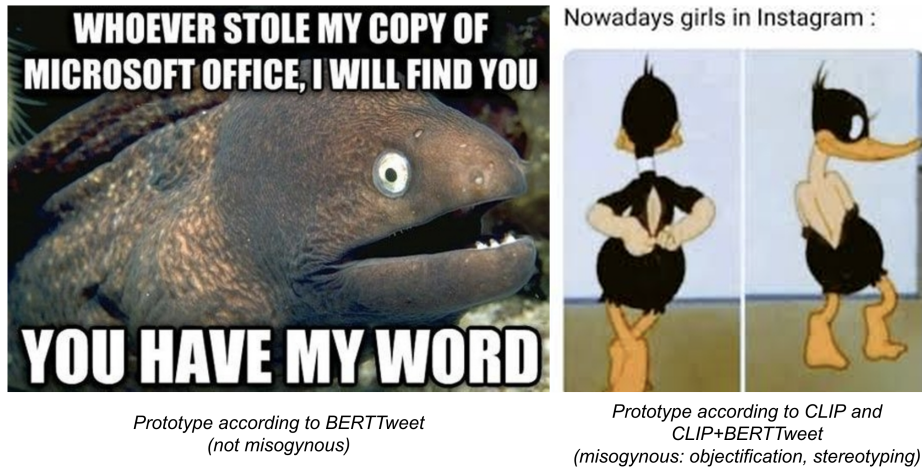 WHOEVER STOLE MY COPY OF
MICROSOFT OFFICE, I WILL FIND YOU
YOU HAVE MY WORD
Prototype according to BERTTweet
(not misogynous)
Nowadays girls in Instagram :
Prototype according to CLIP and
CLIP+BERTTweet
(misogynous: objectification, stereotyping)